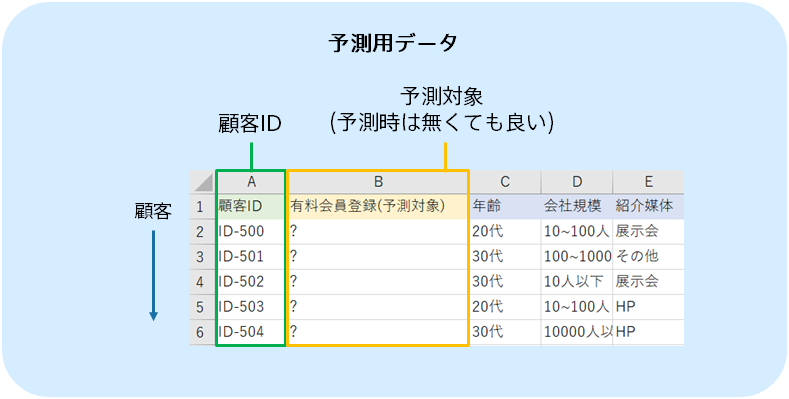 予測用データ
予測対象
(予測時は無くても良い)
顧客ID
顧客
A B C D E
1 顧客ID 有料会員登録(予測対象) 年齢 会社規模 紹介媒体
2 ID-500 ? 20代 10~100人 展示会
3 ID-501 ? 30代 100~1000 その他
4 ID-502 ? 30代 10人以下 展示会
5 ID-503 ? 20代 10~100人 HP
6 ID-504 ? 30代 10000人以 HP